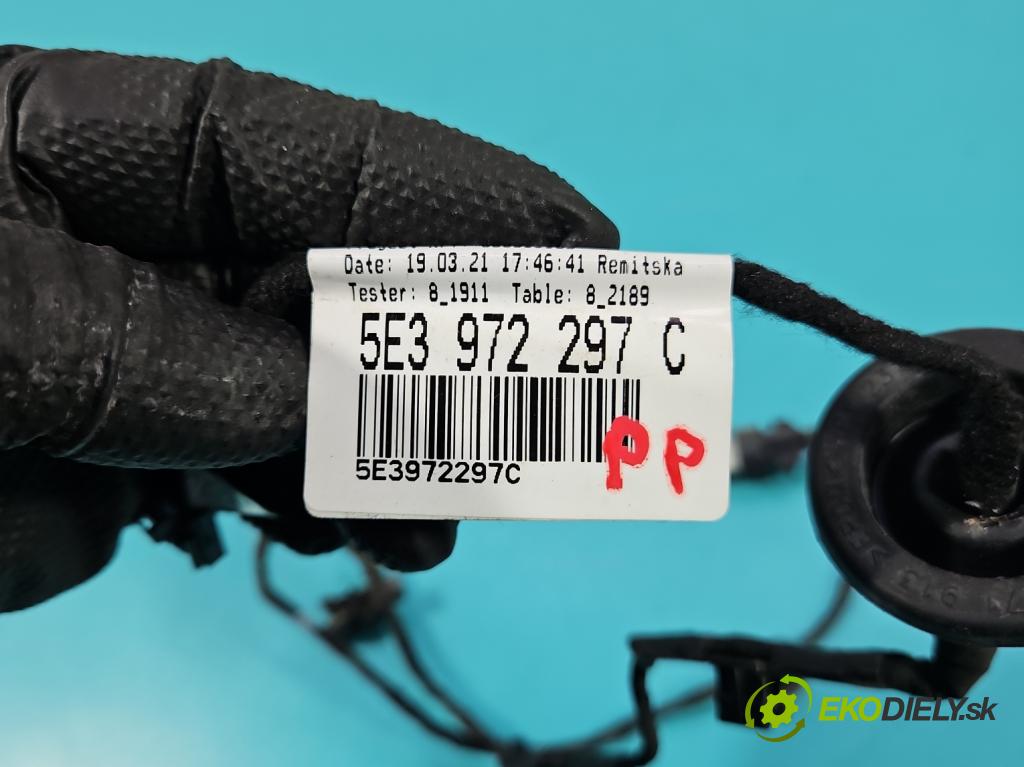 Date: 19.03.21 17:46:41 Remitska
Tester: 8_1911 Table: 8_2189
5E3 972 297 C
5E3972297C
PP
EKODIELY.sk